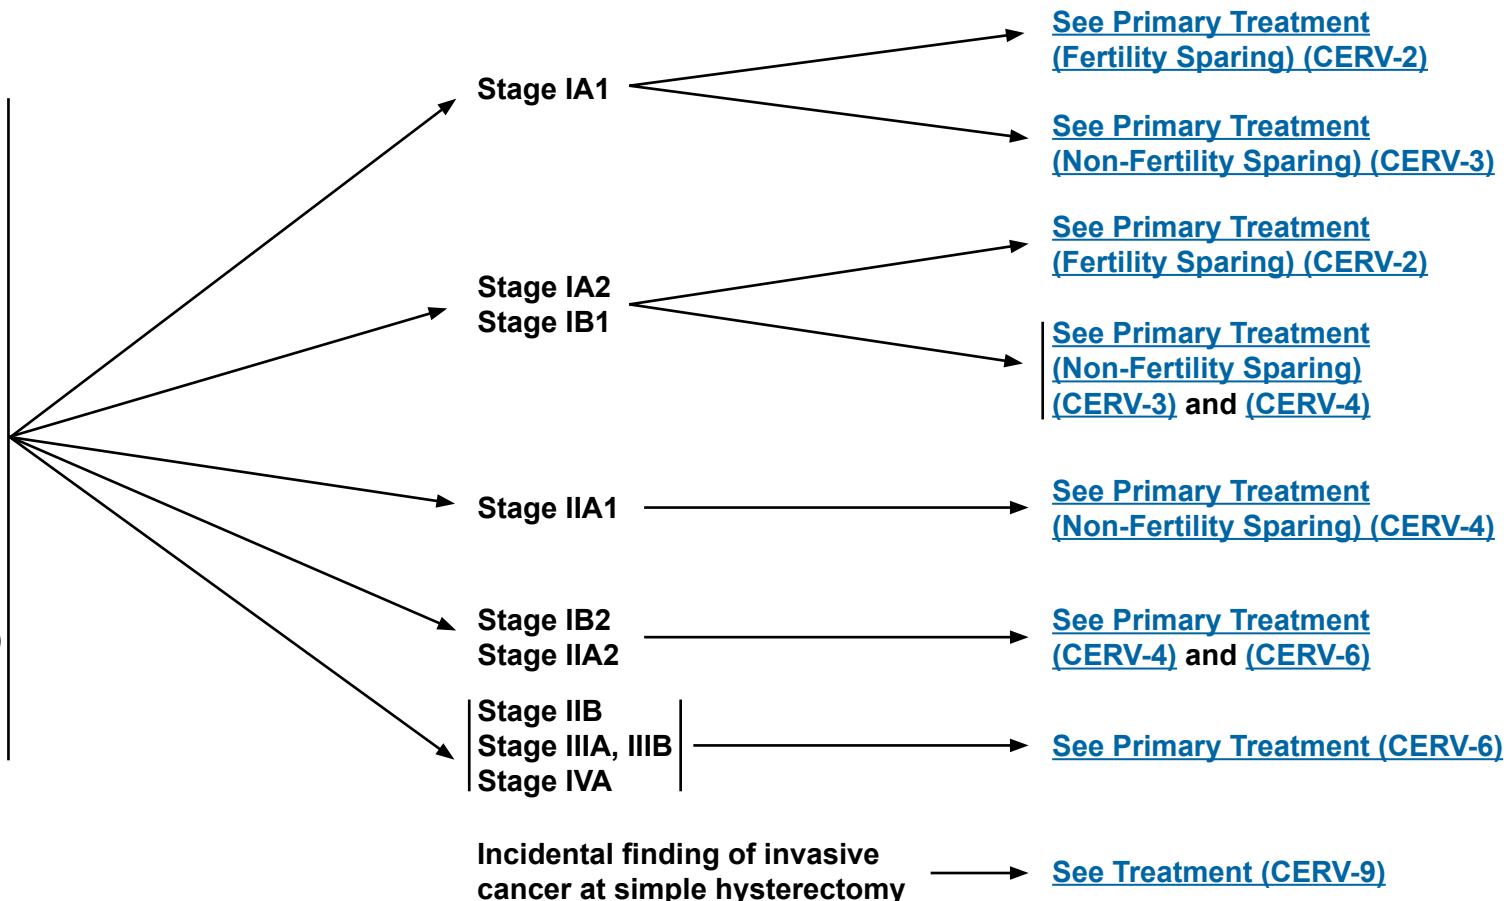 See Primary Treatment
(Fertility Sparing) (CERV-2)
Stage IA1
See Primary Treatment
(Non-Fertility Sparing) (CERV-3)
See Primary Treatment
(Fertility Sparing) (CERV-2)
Stage IA2
Stage IB1
See Primary Treatment
(Non-Fertility Sparing)
(CERV-3) and (CERV-4)
Stage IIA1
See Primary Treatment
(Non-Fertility Sparing) (CERV-4)
Stage IB2
Stage IIA2
See Primary Treatment
(CERV-4) and (CERV-6)
)
Stage IIB
Stage IIIA, IIIB
Stage IVA
See Primary Treatment (CERV-6)
Incidental finding of invasive
cancer at simple hysterectomy
See Treatment (CERV-9)